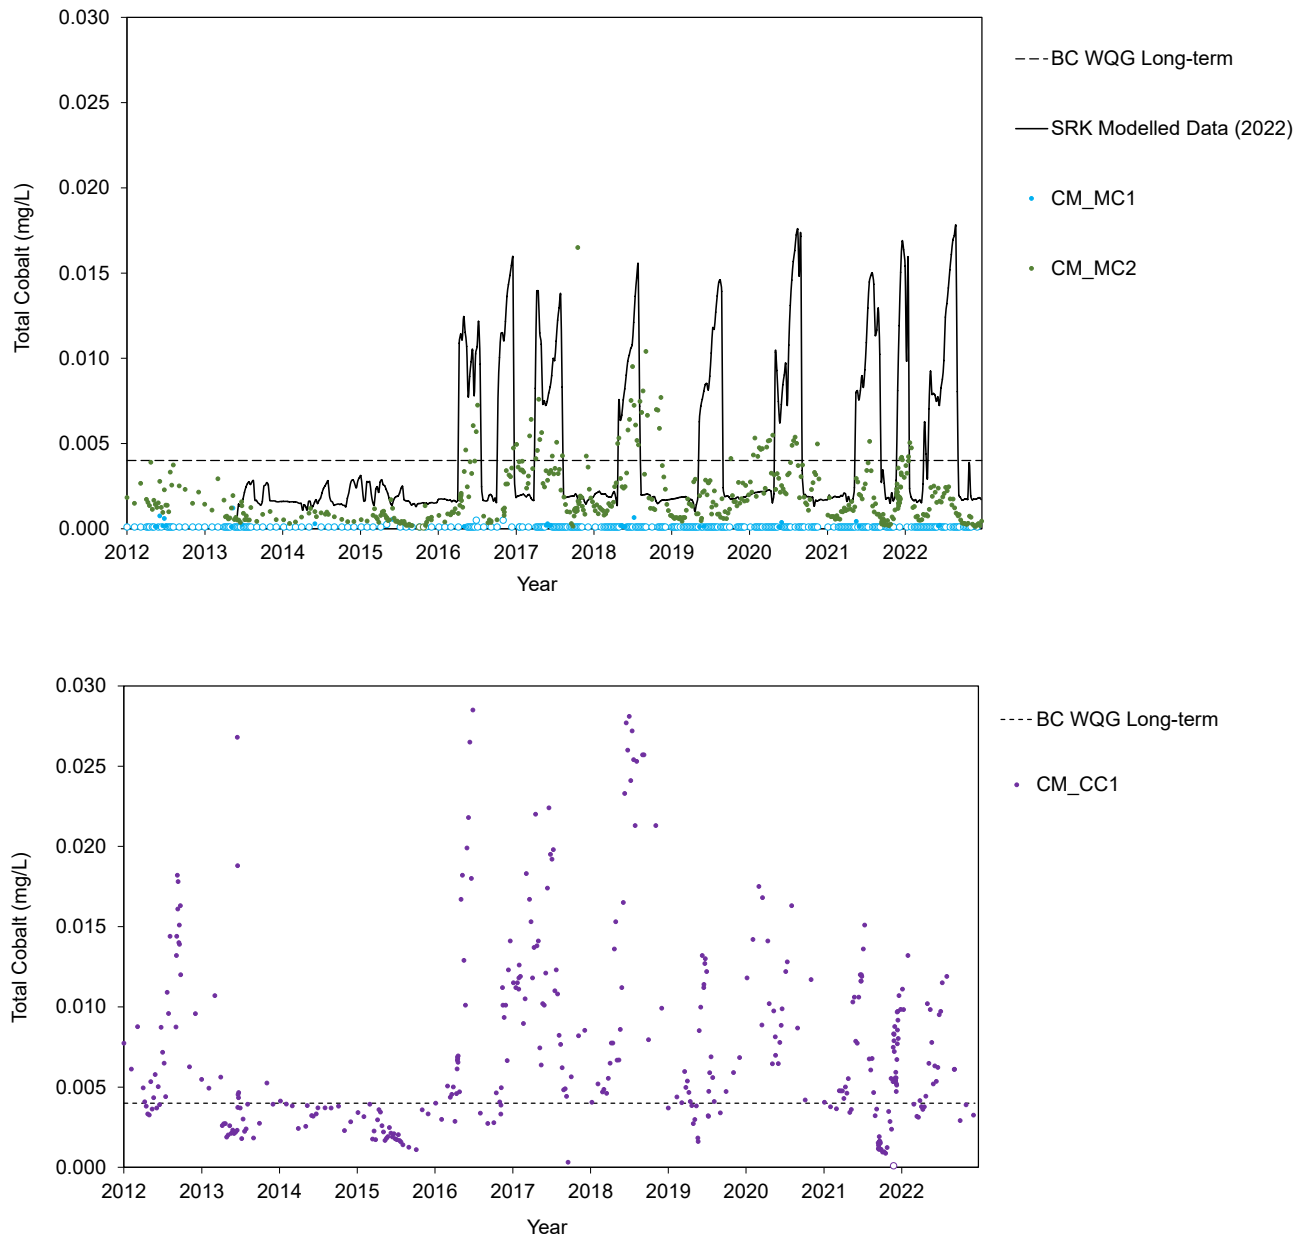 0.030
0.025
0.020
0.015
0.010
0.005
0.000
Total Cobalt (mg/L)
2012 2013 2014 2015 2016 2017 2018 2019 2020 2021 2022
Year
BC WQG Long-term
SRK Modelled Data (2022)
CM_MC1
CM_MC2
0.030
0.025
0.020
0.015
0.010
0.005
0.000
Total Cobalt (mg/L)
2012 2013 2014 2015 2016 2017 2018 2019 2020 2021 2022
Year
BC WQG Long-term
CM_CC1